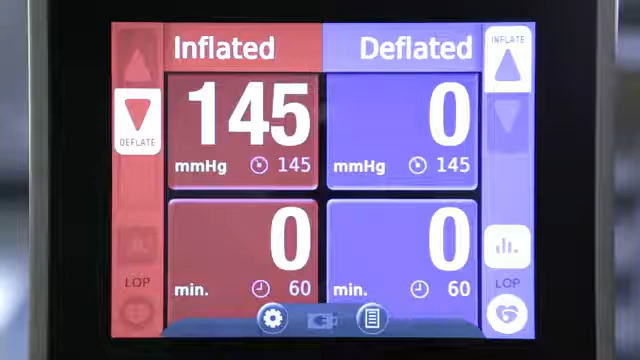 Inflated
Deflated
INFLATE
DEFLATE
145
mmHg 145
0
mmHg 145
0
min. 60
0
min. 60
LOP
LOP